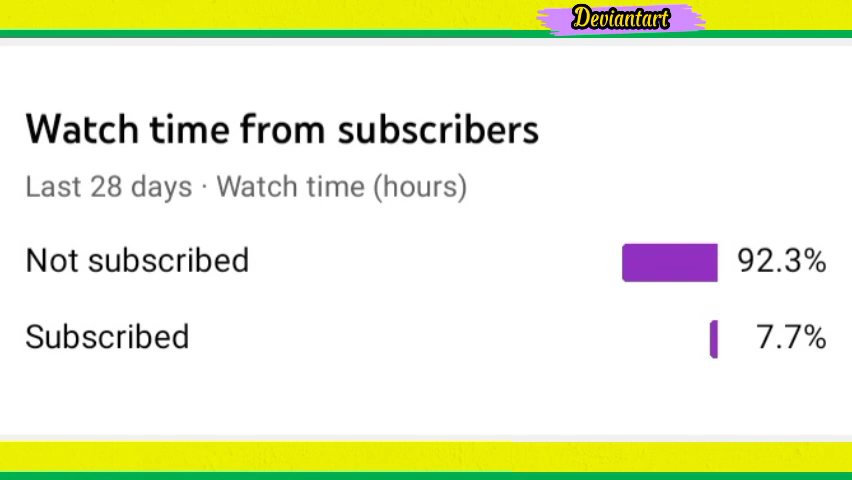 Deviantart
Watch time from subscribers
Last 28 days · Watch time (hours)
Not subscribed 92.3%
Subscribed 7.7%